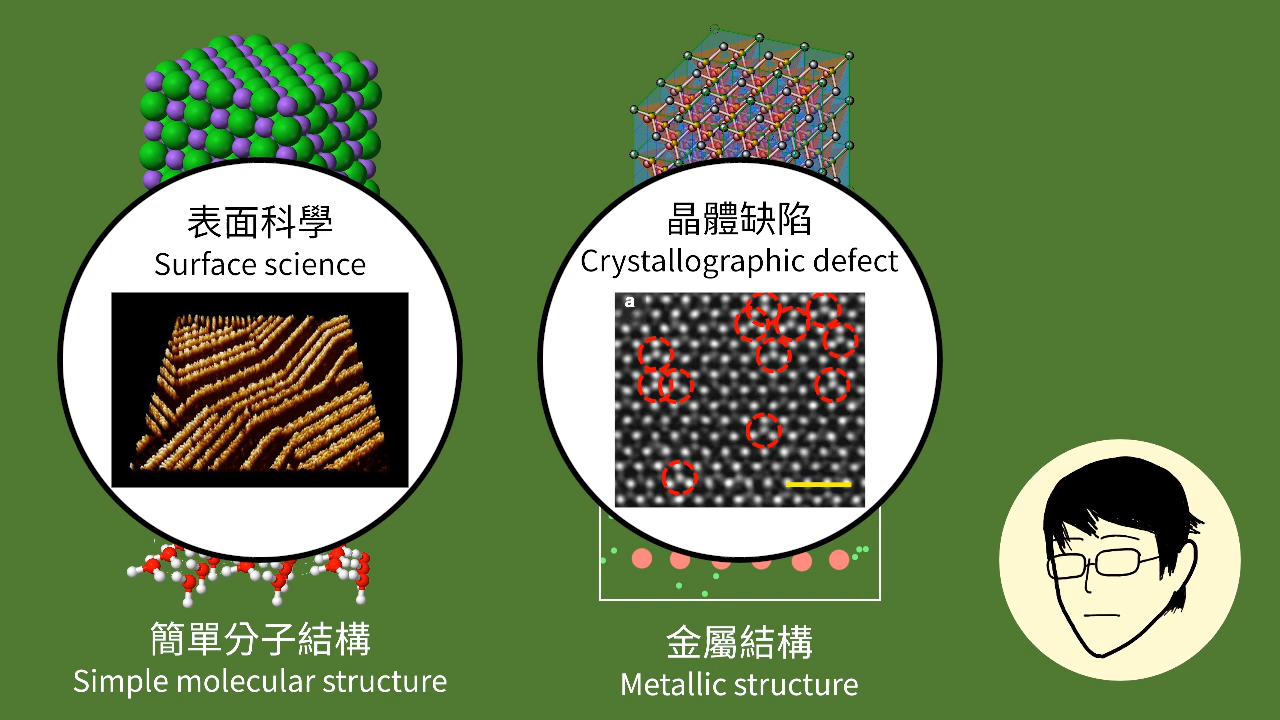 表面科學
Surface science
晶體缺陷
Crystallographic defect
a
簡單分子結構
Simple molecular structure
金屬結構
Metallic structure